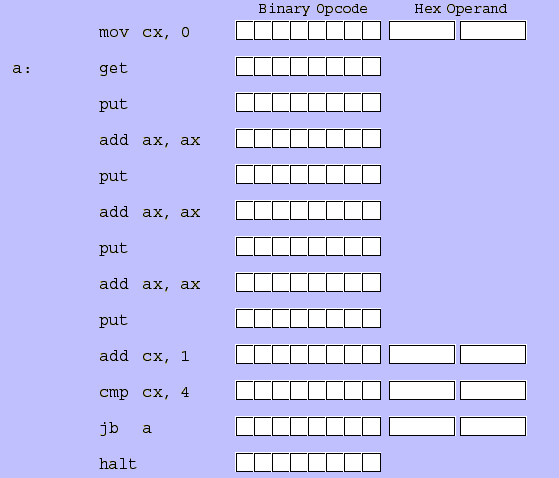 Binary Opcode Hex Operand
mov cx, 0
a: get
put
add ax, ax
put
add ax, ax
put
add ax, ax
put
add cx, 1
cmp cx, 4
jb a
halt